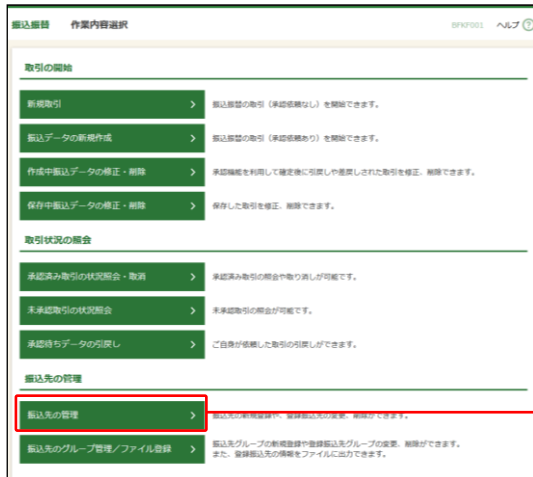 振込振替 作業内容選択 BFKF001 ヘルプ ?
取引の開始
新規取引 振込振替の取引（承認依頼なし）を開始できます。
振込データの新規作成 振込振替の取引（承認依頼あり）を開始できます。
作成中振込データの修正・削除 承認機能を利用して確定後に引戻しや差戻しされた取引を修正、削除できます。
保存中振込データの修正・削除 保存した取引を修正、削除できます。
取引状況の照会
承認済み取引の状況照会・取消 承認済み取引の照会や取り消しが可能です。
未承認取引の状況照会 未承認取引の照会が可能です。
承認待ちデータの引戻し ご自身が依頼した取引の引戻しができます。
振込先の管理
振込先の管理 振込先の新規登録や、登録振込先の変更、削除ができます。
振込先のグループ管理／ファイル登録 振込先グループの新規登録や登録振込先グループの変更、削除ができます。
また、登録振込先の情報をファイルに出力できます。